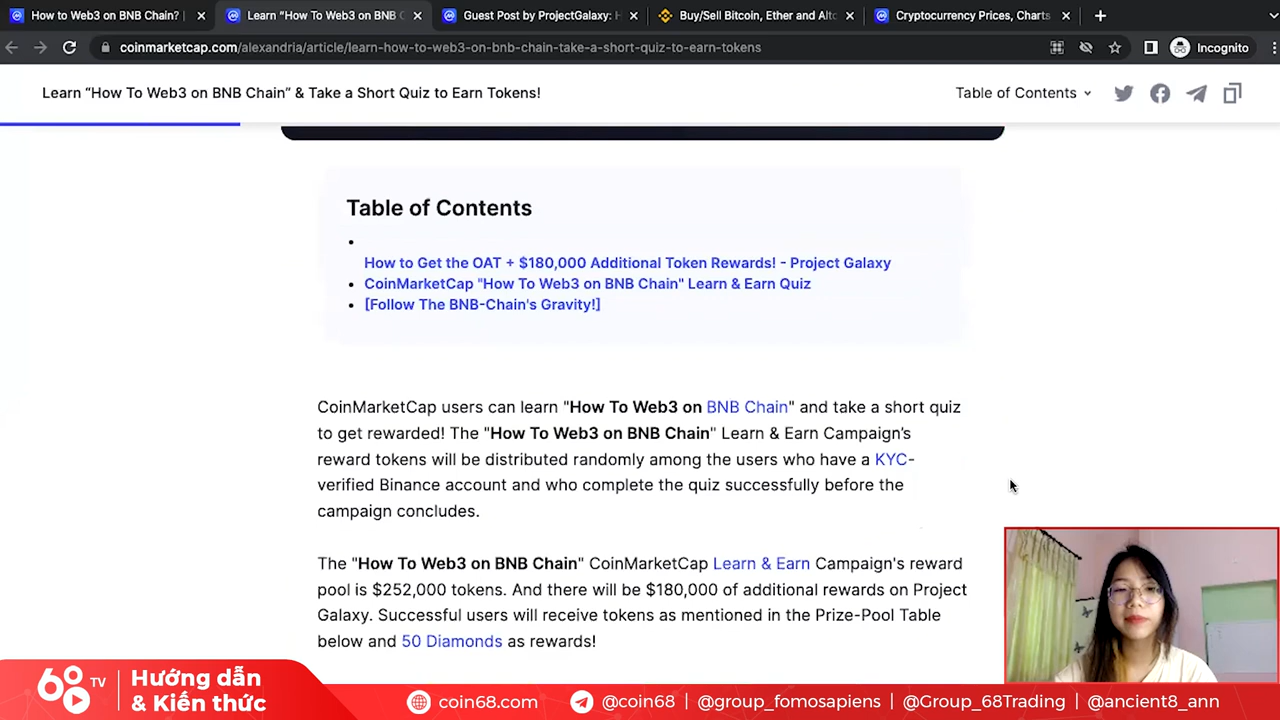 How to Web3 on BNB Chain? |
Learn “How To Web3 on BNB C
Guest Post by ProjectGalaxy: H
Buy/Sell Bitcoin, Ether and Alt
Cryptocurrency Prices, Charts
coinmarketcap.com/alexandria/article/learn-how-to-web3-on-bnb-chain-take-a-short-quiz-to-earn-tokens
Incognito
Learn “How To Web3 on BNB Chain” & Take a Short Quiz to Earn Tokens!
Table of Contents
Table of Contents
How to Get the OAT + $180,000 Additional Token Rewards! - Project Galaxy
CoinMarketCap "How To Web3 on BNB Chain" Learn & Earn Quiz
[Follow The BNB-Chain's Gravity!]
CoinMarketCap users can learn "How To Web3 on BNB Chain" and take a short quiz
to get rewarded! The "How To Web3 on BNB Chain" Learn & Earn Campaign’s
reward tokens will be distributed randomly among the users who have a KYC-
verified Binance account and who complete the quiz successfully before the
campaign concludes.
The "How To Web3 on BNB Chain" CoinMarketCap Learn & Earn Campaign's reward
pool is $252,000 tokens. And there will be $180,000 of additional rewards on Project
Galaxy. Successful users will receive tokens as mentioned in the Prize-Pool Table
below and 50 Diamonds as rewards!
68 TV
Hướng dẫn
& Kiến thức
coin68.com
@coin68 | @group_fomosapiens | @Group_68Trading | @ancient8_ann